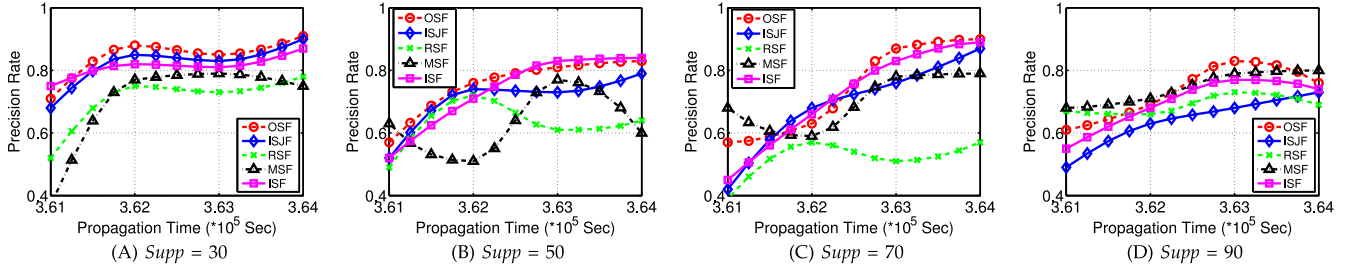 1
0.8
0.6
0.4
Precision Rate
OSF
ISJF
RSF
MSF
ISF
3.61
3.62
3.63
3.64
Propagation Time (*10^5 Sec)
(A) Supp = 30
1
0.8
0.6
0.4
Precision Rate
OSF
ISJF
RSF
MSF
ISF
3.61
3.62
3.63
3.64
Propagation Time (*10^5 Sec)
(B) Supp = 50
1
0.8
0.6
0.4
Precision Rate
OSF
ISJF
RSF
MSF
ISF
3.61
3.62
3.63
3.64
Propagation Time (*10^5 Sec)
(C) Supp = 70
1
0.8
0.6
0.4
Precision Rate
OSF
ISJF
RSF
MSF
ISF
3.61
3.62
3.63
3.64
Propagation Time (*10^5 Sec)
(D) Supp = 90